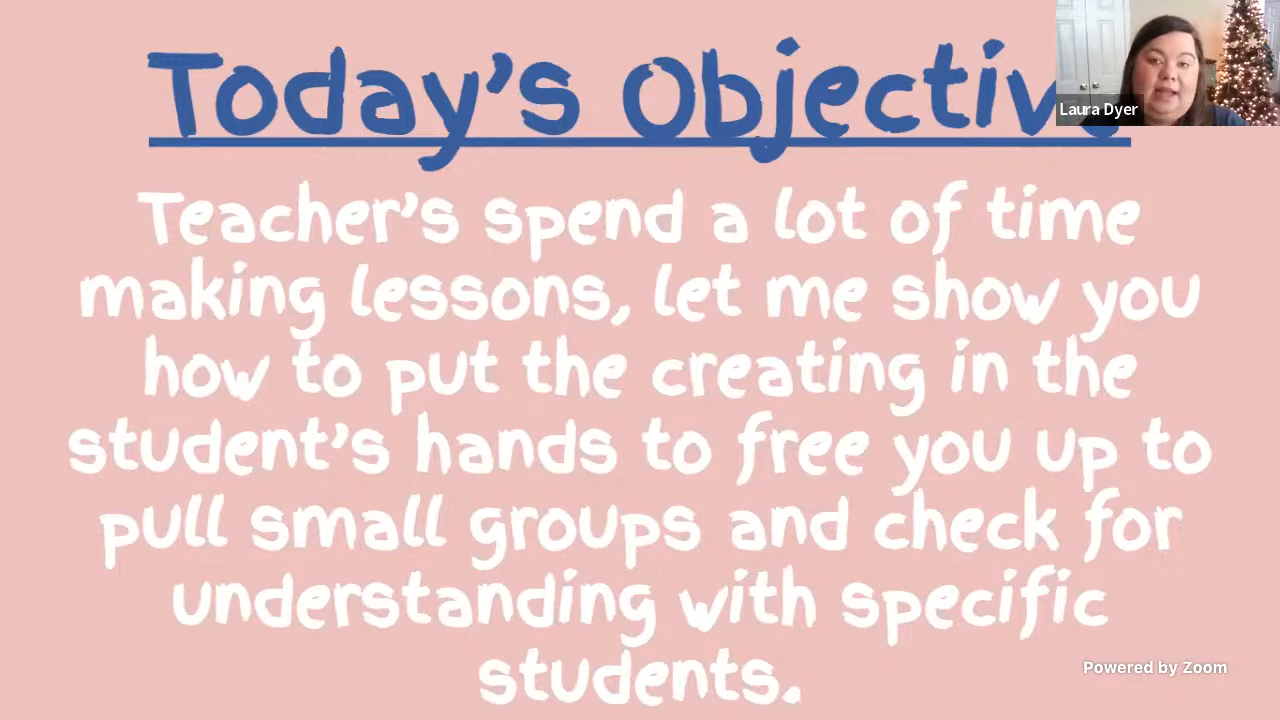 Today's Objective
Laura Dyer
Teacher's spend a lot of time
making lessons, let me show you
how to put the creating in the
student's hands to free you up to
pull small groups and check for
understanding with specific
students.
Powered by Zoom